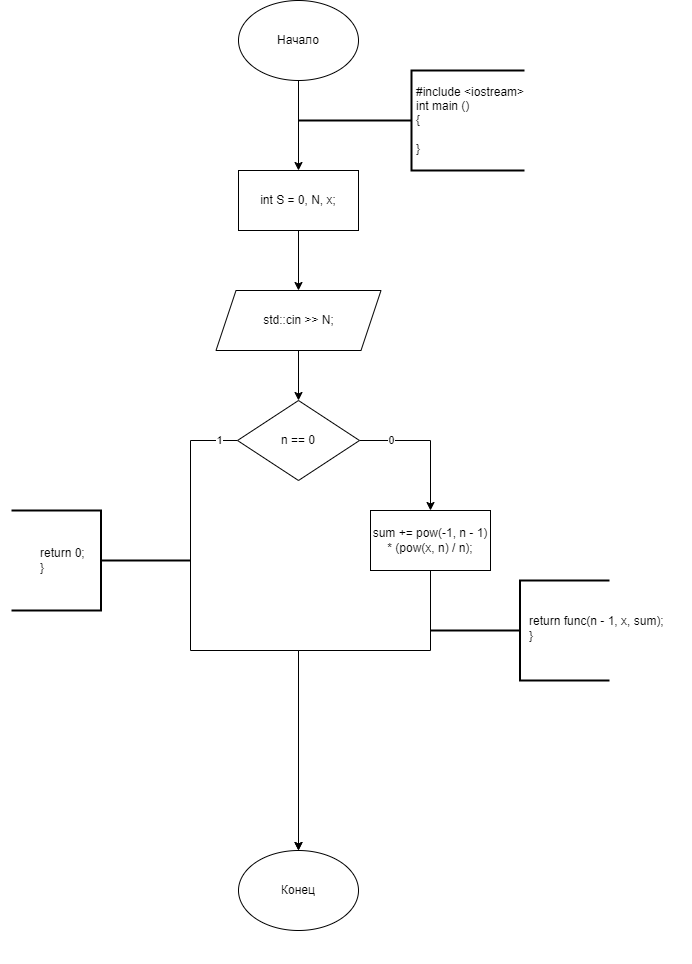 Начало
#include <iostream>
int main ()
{
}
int S = 0, N, x;
std::cin >> N;
n == 0
1
0
sum += pow(-1, n - 1)
* (pow(x, n) / n);
return 0;
}
return func(n - 1, x, sum);
}
Конец